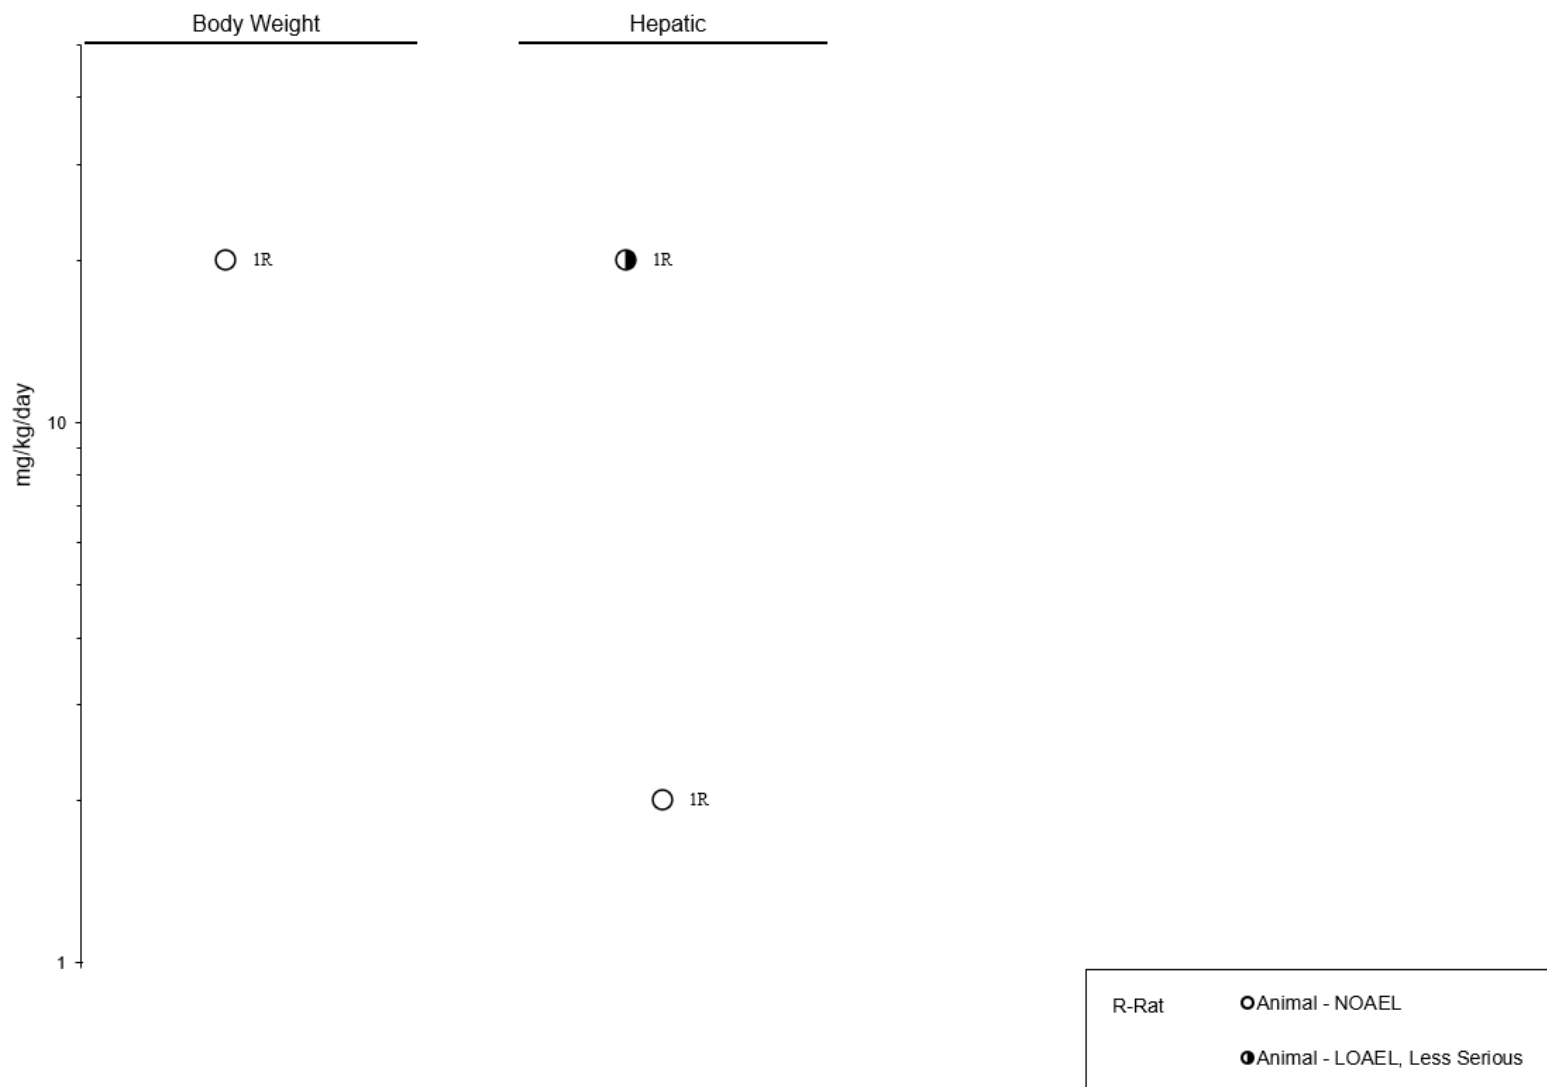 Body Weight
Hepatic
1R
1R
mg/kg/day
10
1R
1
R-Rat
Animal - NOAEL
Animal - LOAEL, Less Serious